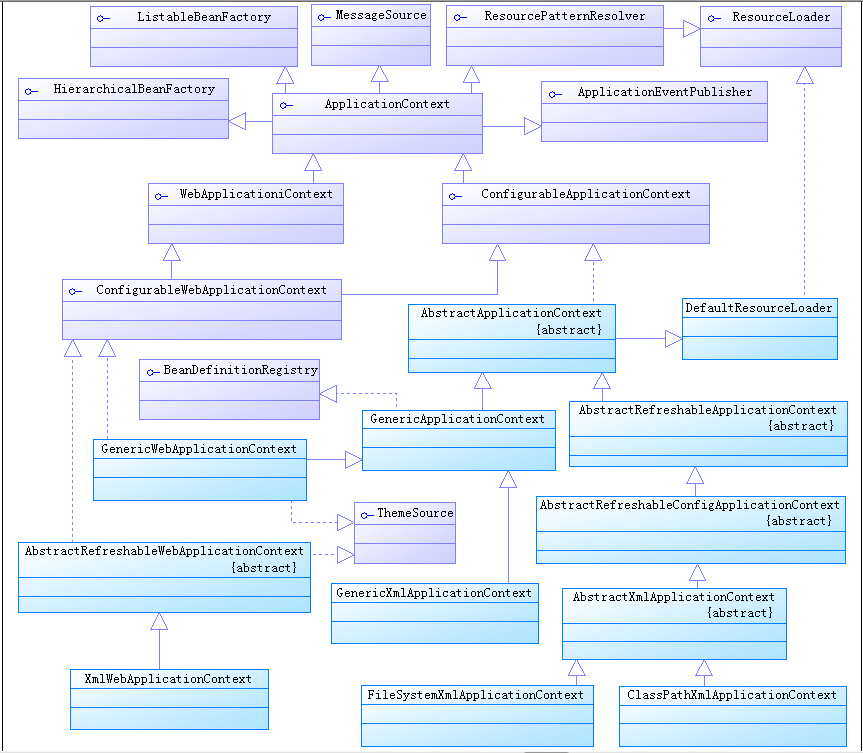 ListableBeanFactory
MessageSource
ResourcePatternResolver
ResourceLoader
HierarchicalBeanFactory
ApplicationContext
ApplicationEventPublisher
WebApplicationiContext
ConfigurableApplicationContext
ConfigurableWebApplicationContext
AbstractApplicationContext
{abstract}
DefaultResourceLoader
BeanDefinitionRegistry
GenericApplicationContext
AbstractRefreshableApplicationContext
{abstract}
GenericWebApplicationContext
ThemeSource
AbstractRefreshableConfigApplicationContext
{abstract}
AbstractRefreshableWebApplicationContext
{abstract}
GenericXmlApplicationContext
AbstractXmlApplicationContext
{abstract}
XmlWebApplicationContext
FileSystemXmlApplicationContext
ClassPathXmlApplicationContext